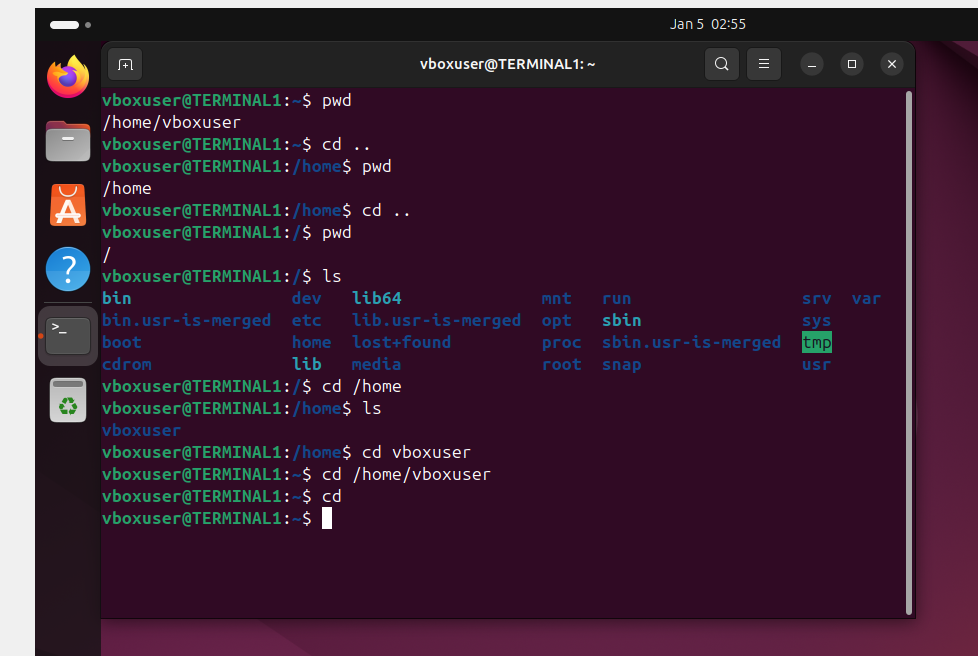 Jan 5 02:55
vboxuser@TERMINAL1: ~
vboxuser@TERMINAL1:~$ pwd
/home/vboxuser
vboxuser@TERMINAL1:~$ cd ..
vboxuser@TERMINAL1:/home$ pwd
/home
vboxuser@TERMINAL1:/home$ cd ..
vboxuser@TERMINAL1:/$ pwd
/
vboxuser@TERMINAL1:/$ ls
bin dev lib64 mnt run srv var
bin.usr-is-merged etc lib.usr-is-merged opt sbin sys
boot home lost+found proc sbin.usr-is-merged tmp
cdrom lib media root snap usr
vboxuser@TERMINAL1:/$ cd /home
vboxuser@TERMINAL1:/home$ ls
vboxuser
vboxuser@TERMINAL1:/home$ cd vboxuser
vboxuser@TERMINAL1:~$ cd /home/vboxuser
vboxuser@TERMINAL1:~$ cd
vboxuser@TERMINAL1:~$